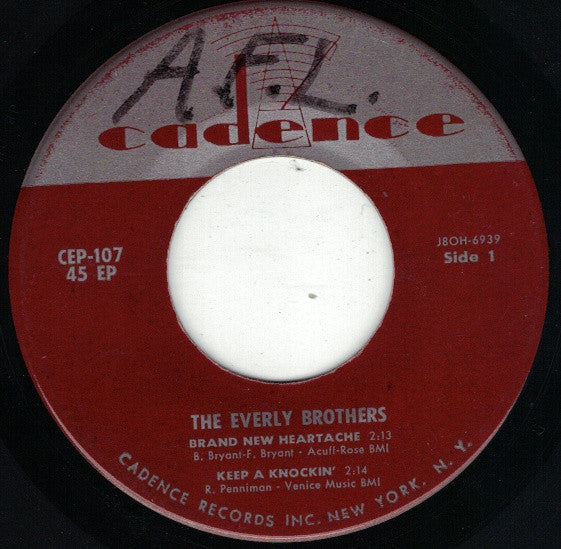 A.F.L.
cadence
CEP-107
45 EP
J8OH-6939
Side 1
THE EVERLY BROTHERS
BRAND NEW HEARTACHE 2:13
B. Bryant-F. Bryant - Acuff-Rose BMI
KEEP A KNOCKIN' 2:14
R. Penniman - Venice Music BMI
CADENCE RECORDS INC. NEW YORK, N. Y.